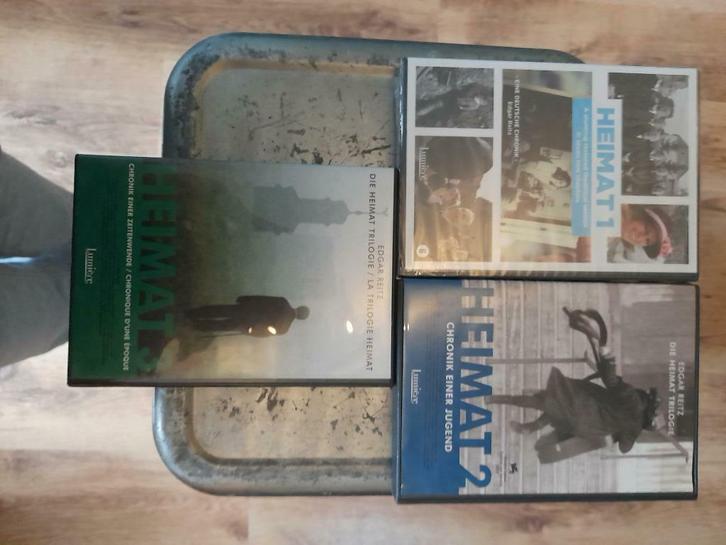 HEIMAT 1
EINE DEUTSCHE CHRONIK
Edgar Reitz
Lumière
EDGAR REITZ
DIE HEIMAT TRILOGIE
HEIMAT 2
CHRONIK EINER JUGEND
Lumière
EDGAR REITZ
DIE HEIMAT TRILOGIE / LA TRILOGIE HEIMAT
HEIMAT 3
CHRONIK EINER ZEITENWENDE / CHRONIQUE D'UNE EPOQUE
Lumière